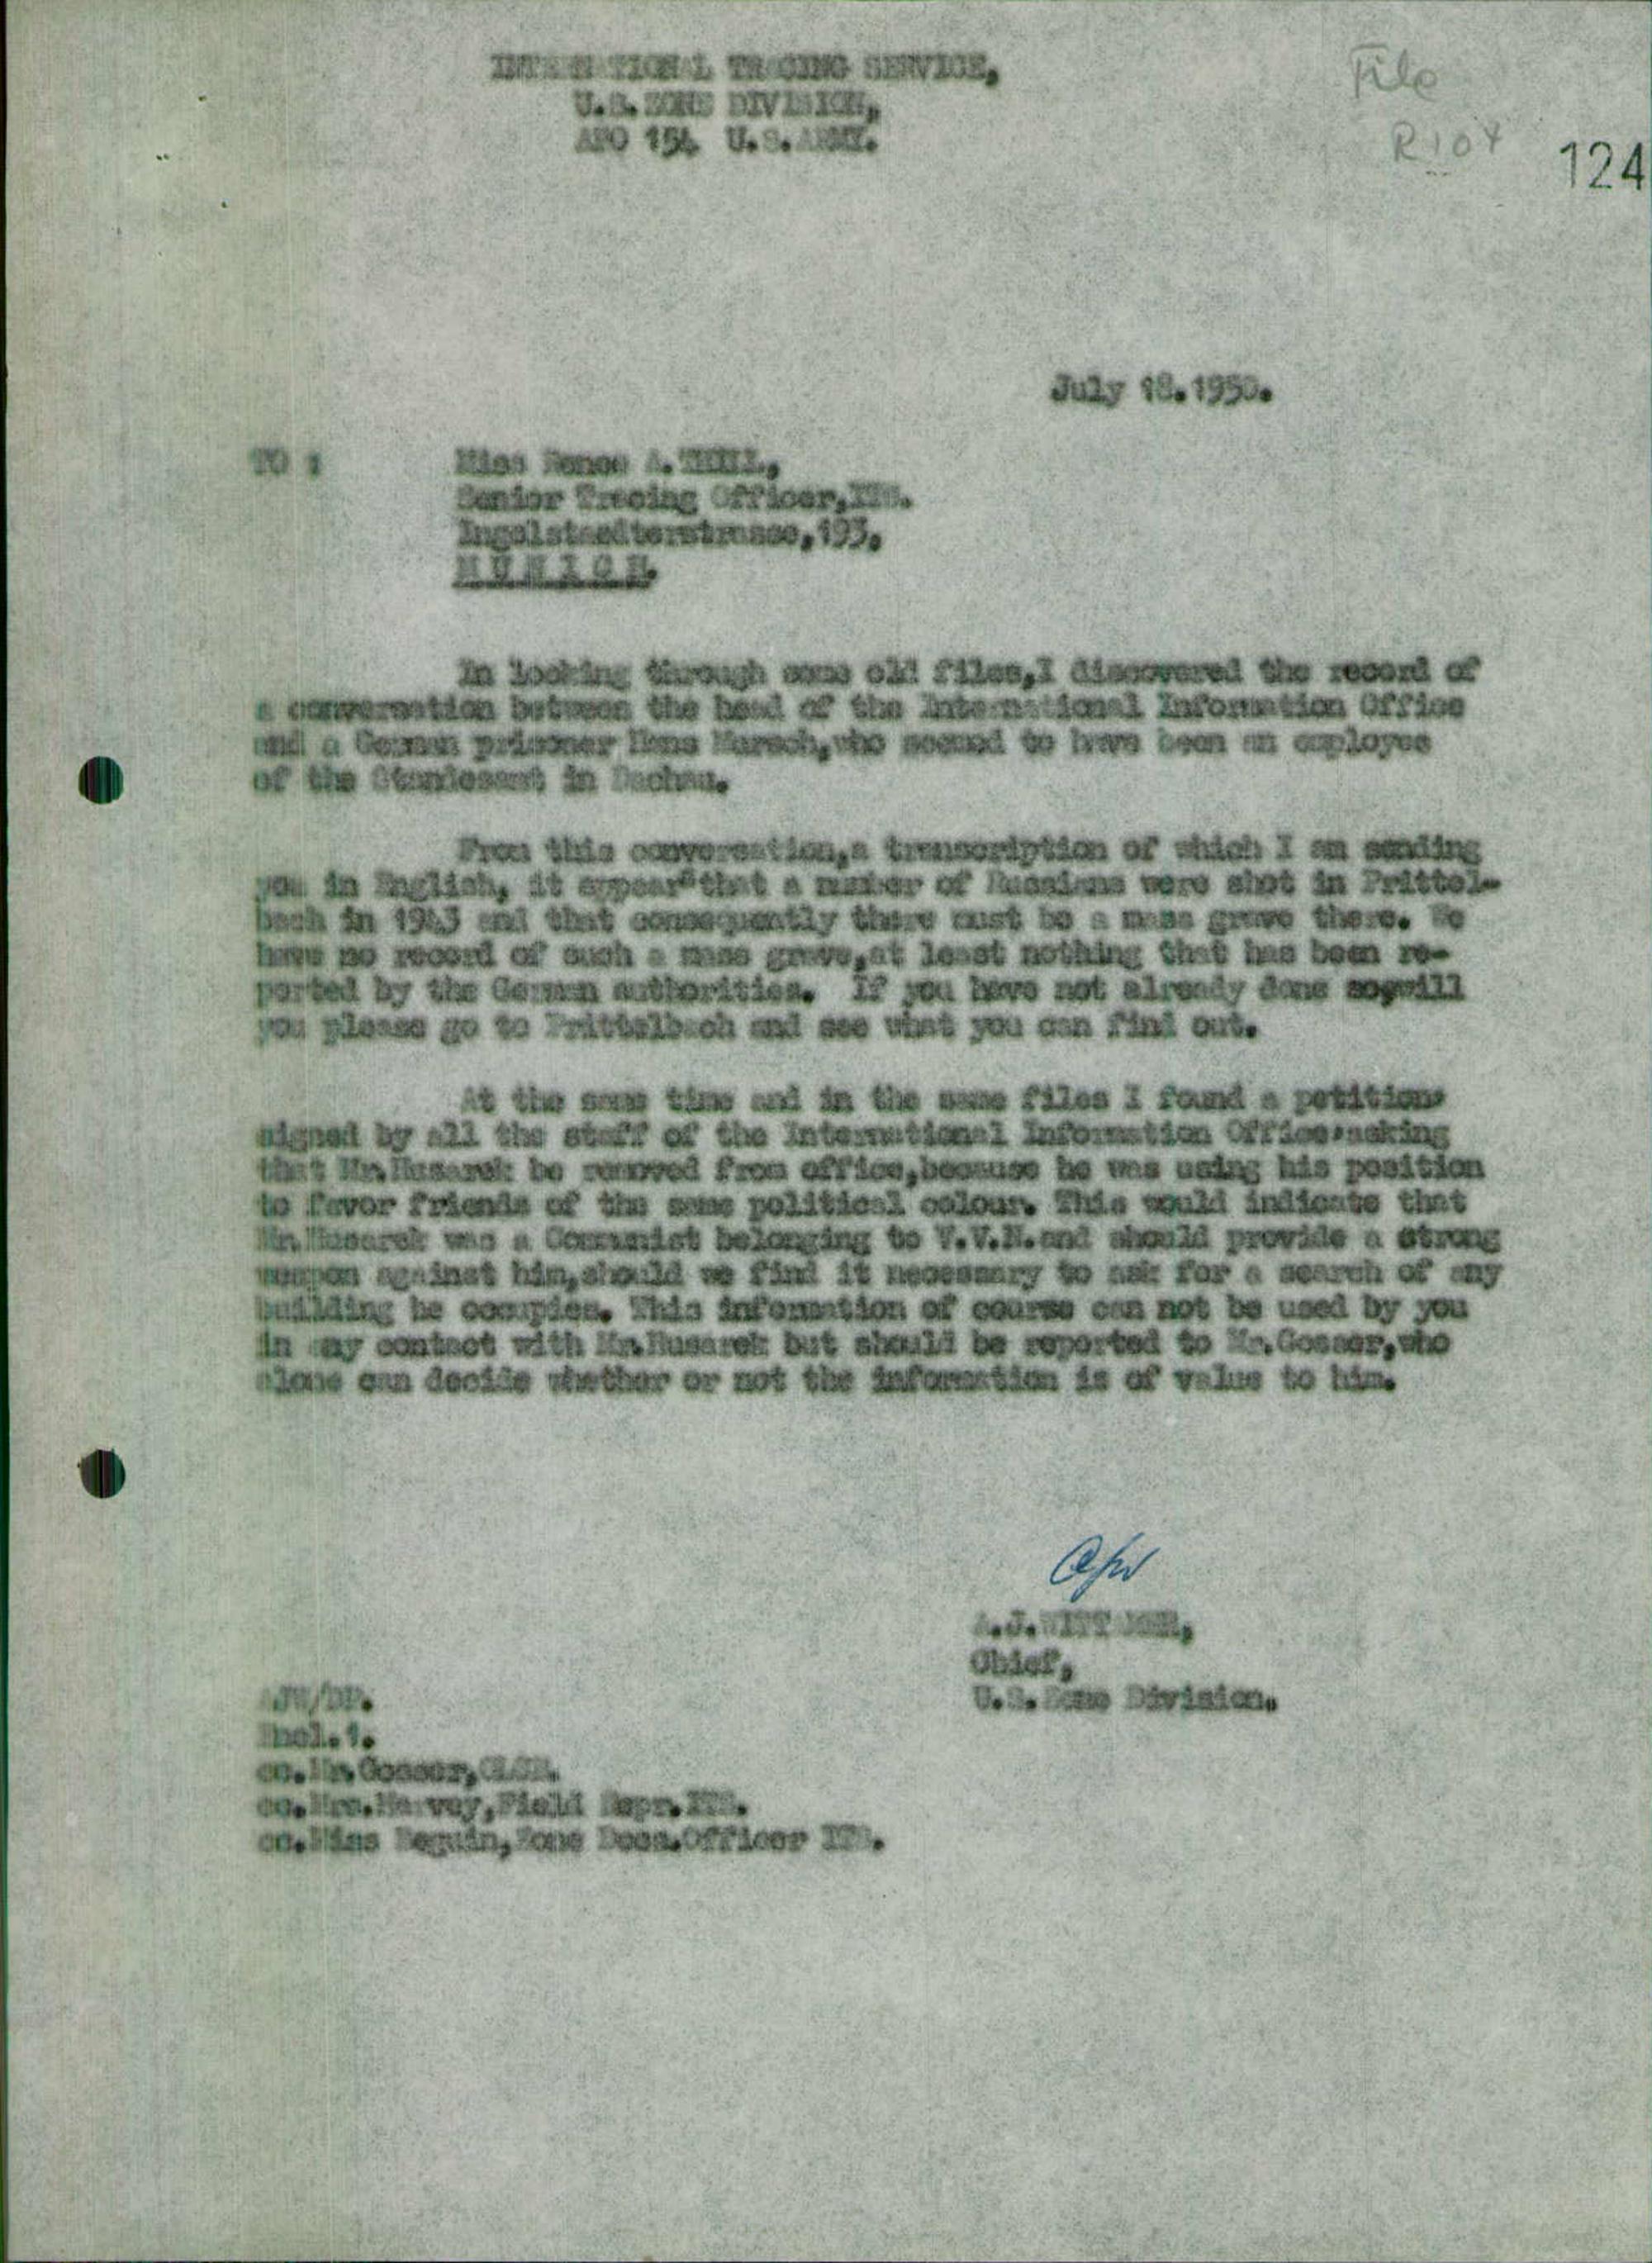 INTERNATIONAL TRACING SERVICE,
U.S. ZONE DIVISION,
APO 154 U.S. ARMY.
File
R104
124
July 18.1950.
TO :
Miss Renee A.
Senior Tracing Officer,ITS.
Ingolstaedterstrasse,193,
MUNICH.
In looking through some old files,I discovered the record of
a conversation between the head of the International Information Office
and a German prisoner Hans,who seemed to have been an employee
of the Standesamt in Dachau.
From this conversation,a transcription of which I am sending
you in English, it appears that a number of Russians were shot in Prittel-
bach in 1943 and that consequently there must be a mass grave there. We
have no record of such a mass grave,at least nothing that has been re-
ported by the German authorities. If you have not already done so,will
you please go to Prittelbach and see what you can find out.
At the same time and in the same files I found a petition,
signed by all the staff of the International Information Office,asking
that Mr.Husarek be removed from office,because he was using his position
to favor friends of the same political colour. This would indicate that
Mr.Husarek was a Communist belonging to V.V.N.and should provide a strong
weapon against him,should we find it necessary to ask for a search of any
building he occupies. This information of course can not be used by you
in any contact with Mr.Husarek but should be reported to Mr.Cosser,who
alone can decide whether or not the information is of value to him.
A.J.WITTAMER,
Chief,
U.S. Zone Division.
AJW/DP.
Encl.1.
cc.Mr.Cosser,
cc.Mrs.Harvey,Field Repr.ITS.
cc.Miss Beguin,Zone Docs.Officer ITS.